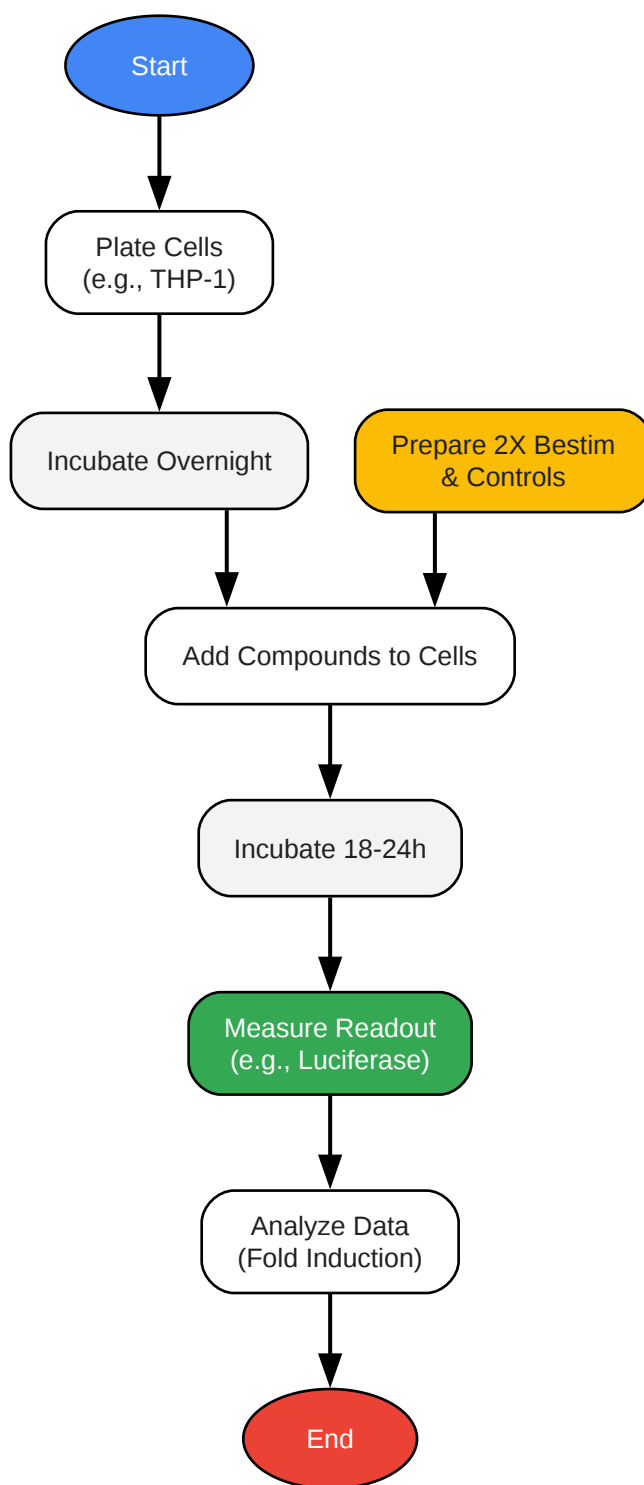 Start
Plate Cells
(e.g., THP-1)
Incubate Overnight
Prepare 2X Bestim
& Controls
Add Compounds to Cells
Incubate 18-24h
Measure Readout
(e.g., Luciferase)
Analyze Data
(Fold Induction)
End